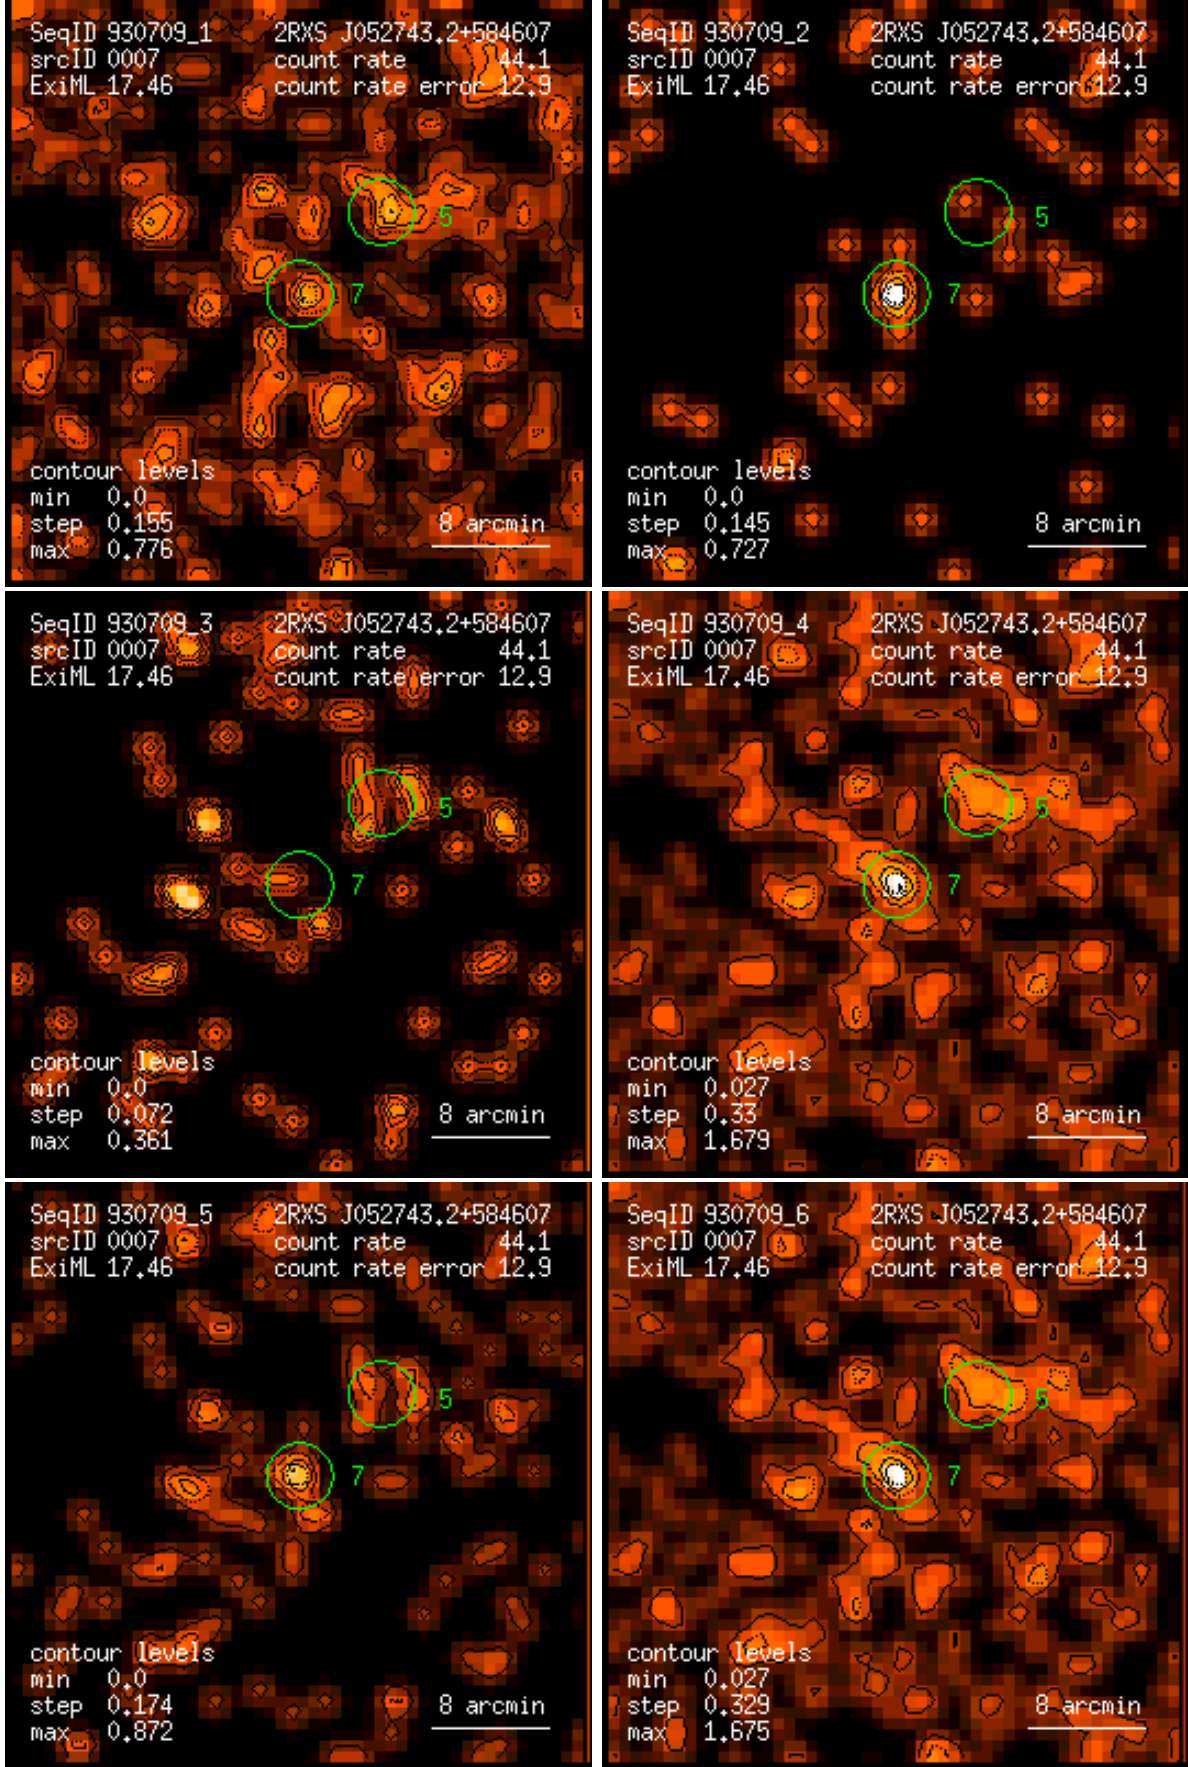 SeqID 930709_1 2RXS J052743.2+584607
srcID 0007 count rate 44.1
ExiML 17.46 count rate error 12.9
5
7
contour levels
min 0.0
step 0.155
max 0.776
8 arcmin
SeqID 930709_2 2RXS J052743.2+584607
srcID 0007 count rate 44.1
ExiML 17.46 count rate error 12.9
5
7
contour levels
min 0.0
step 0.145
max 0.727
8 arcmin
SeqID 930709_3 2RXS J052743.2+584607
srcID 0007 count rate 44.1
ExiML 17.46 count rate error 12.9
5
7
contour levels
min 0.0
step 0.072
max 0.361
8 arcmin
SeqID 930709_4 2RXS J052743.2+584607
srcID 0007 count rate 44.1
ExiML 17.46 count rate error 12.9
5
7
contour levels
min 0.027
step 0.33
max 1.679
8 arcmin
SeqID 930709_5 2RXS J052743.2+584607
srcID 0007 count rate 44.1
ExiML 17.46 count rate error 12.9
5
7
contour levels
min 0.0
step 0.174
max 0.872
8 arcmin
SeqID 930709_6 2RXS J052743.2+584607
srcID 0007 count rate 44.1
ExiML 17.46 count rate error 12.9
5
7
contour levels
min 0.027
step 0.329
max 1.675
8 arcmin